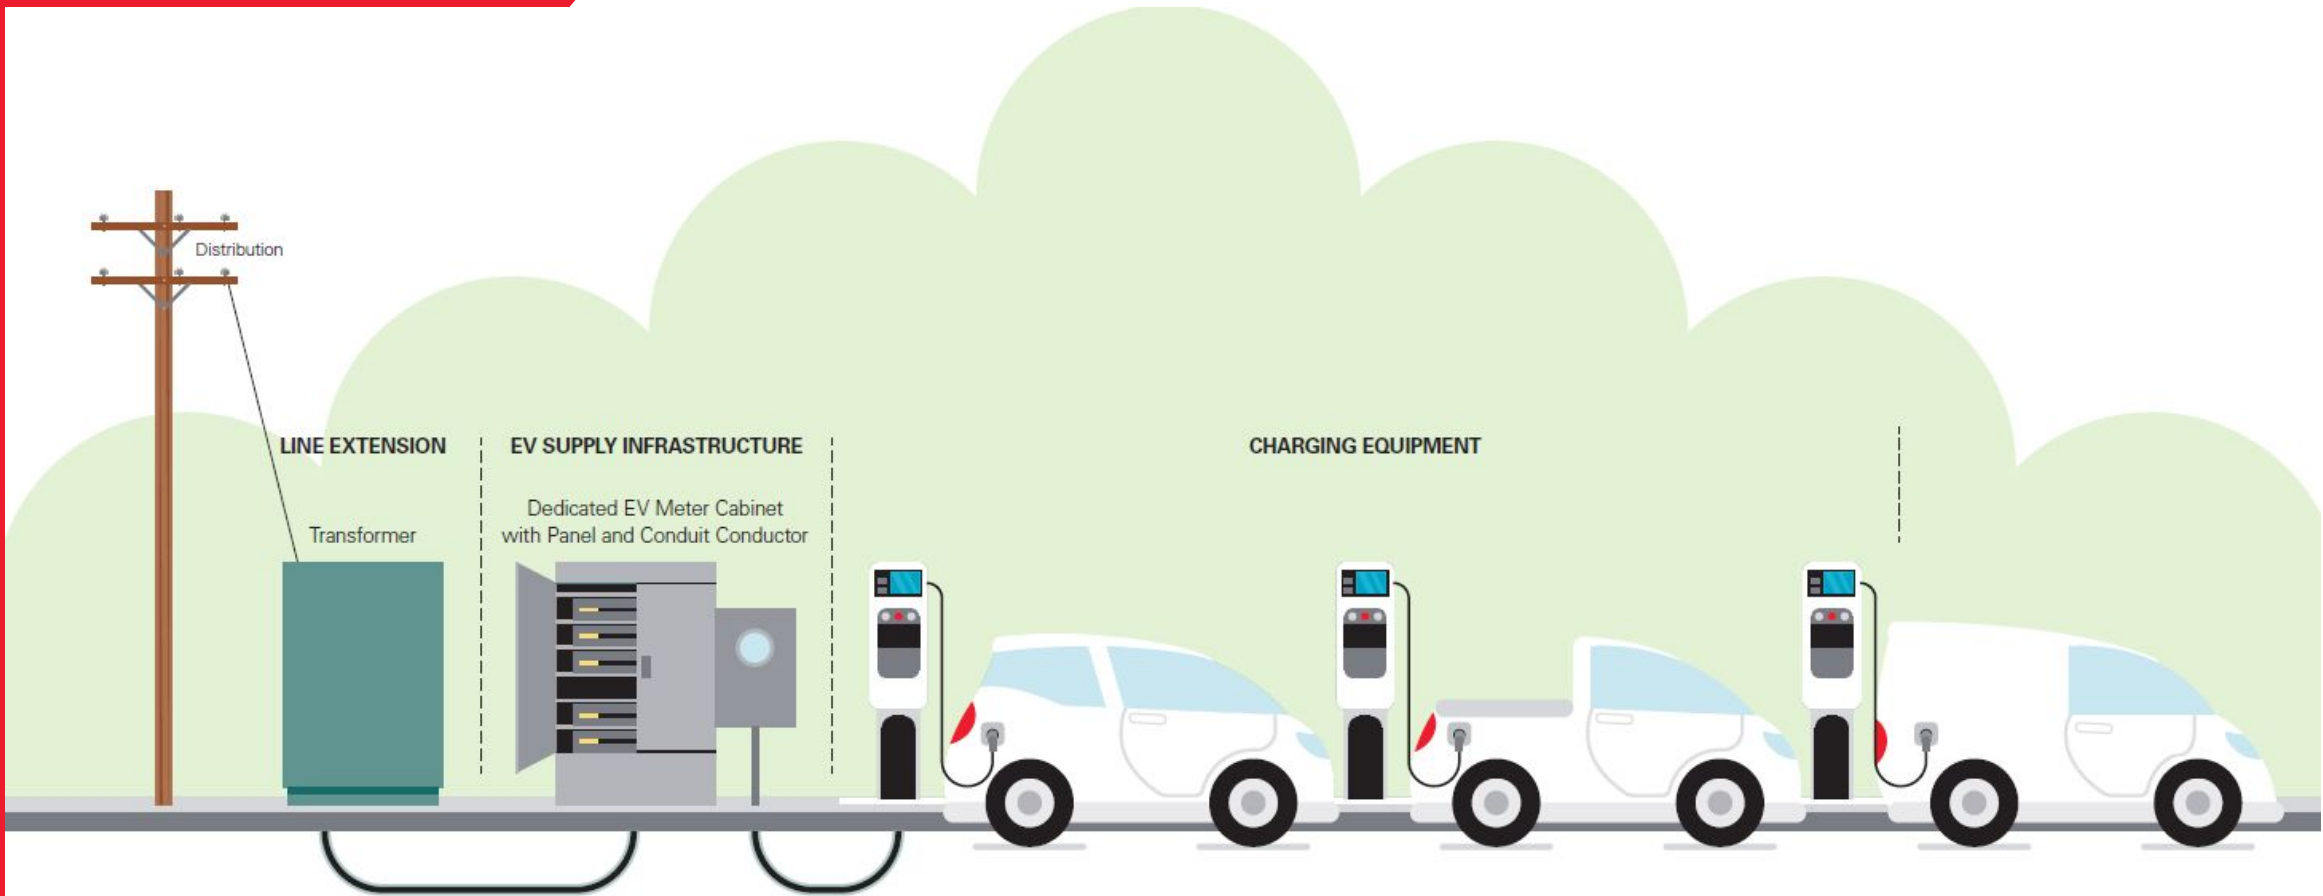 Distribution
LINE EXTENSION
EV SUPPLY INFRASTRUCTURE
CHARGING EQUIPMENT
Transformer
Dedicated EV Meter Cabinet
with Panel and Conduit Conductor